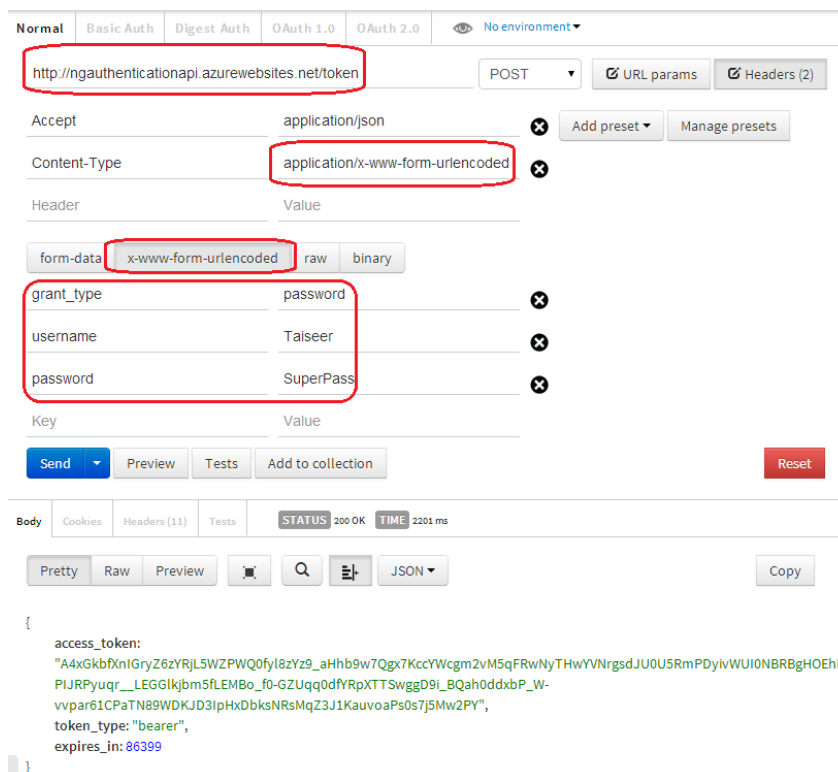 Normal Basic Auth Digest Auth OAuth 1.0 OAuth 2.0 No environment
http://ngauthenticationapi.azurewebsites.net/token POST URL params Headers (2)
Accept application/json Add preset Manage presets
Content-Type application/x-www-form-urlencoded
Header Value
form-data x-www-form-urlencoded raw binary
grant_type password
username Taiseer
password SuperPass
Key Value
Send Preview Tests Add to collection Reset
Body Cookies Headers (11) Tests STATUS 200 OK TIME 2201 ms
Pretty Raw Preview JSON Copy
{
access_token:
"A4xGkbfXnIGryZ6zYRjL5WZPWQ0fyl8zYz9_aHhb9w7Qgx7KccYWcgm2vM5qFRwNyTHwYVNrgsdJU0U5RmPDyivWUI0NBRBgHOEh
PIJRPyuqr__LEGGlkjbm5fLEMBo_f0-GZUqq0dfYRpXTTSwggD9i_BQah0ddxbP_W-
vvpar61CPaTN89WDKJD3IpHxDbksNRsMqZ3J1KauvoaPs0s7j5Mw2PY",
token_type: "bearer",
expires_in: 86399
}